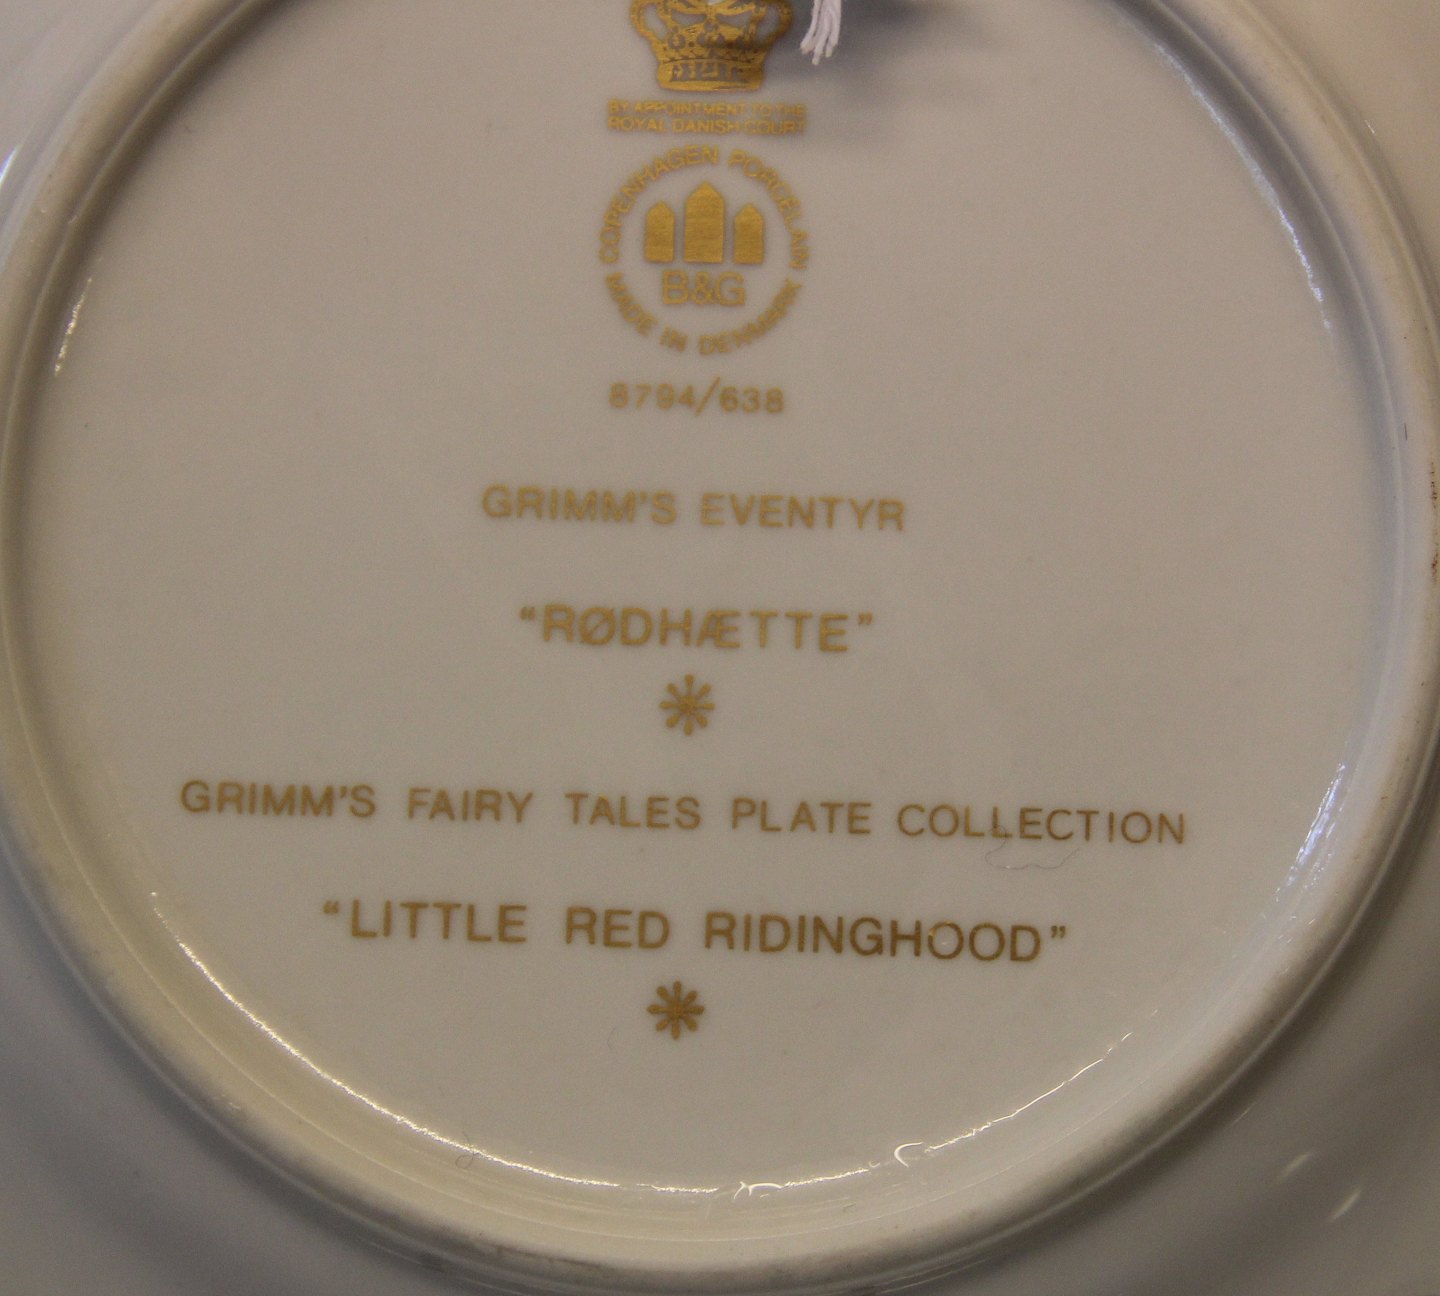 BY APPOINTMENT TO THE
ROYAL DANISH COURT
COPENHAGEN PORCELAIN
B&G
MADE IN DENMARK
8794/638
GRIMM'S EVENTYR
“RØDHÆTTE”
GRIMM'S FAIRY TALES PLATE COLLECTION
“LITTLE RED RIDINGHOOD”